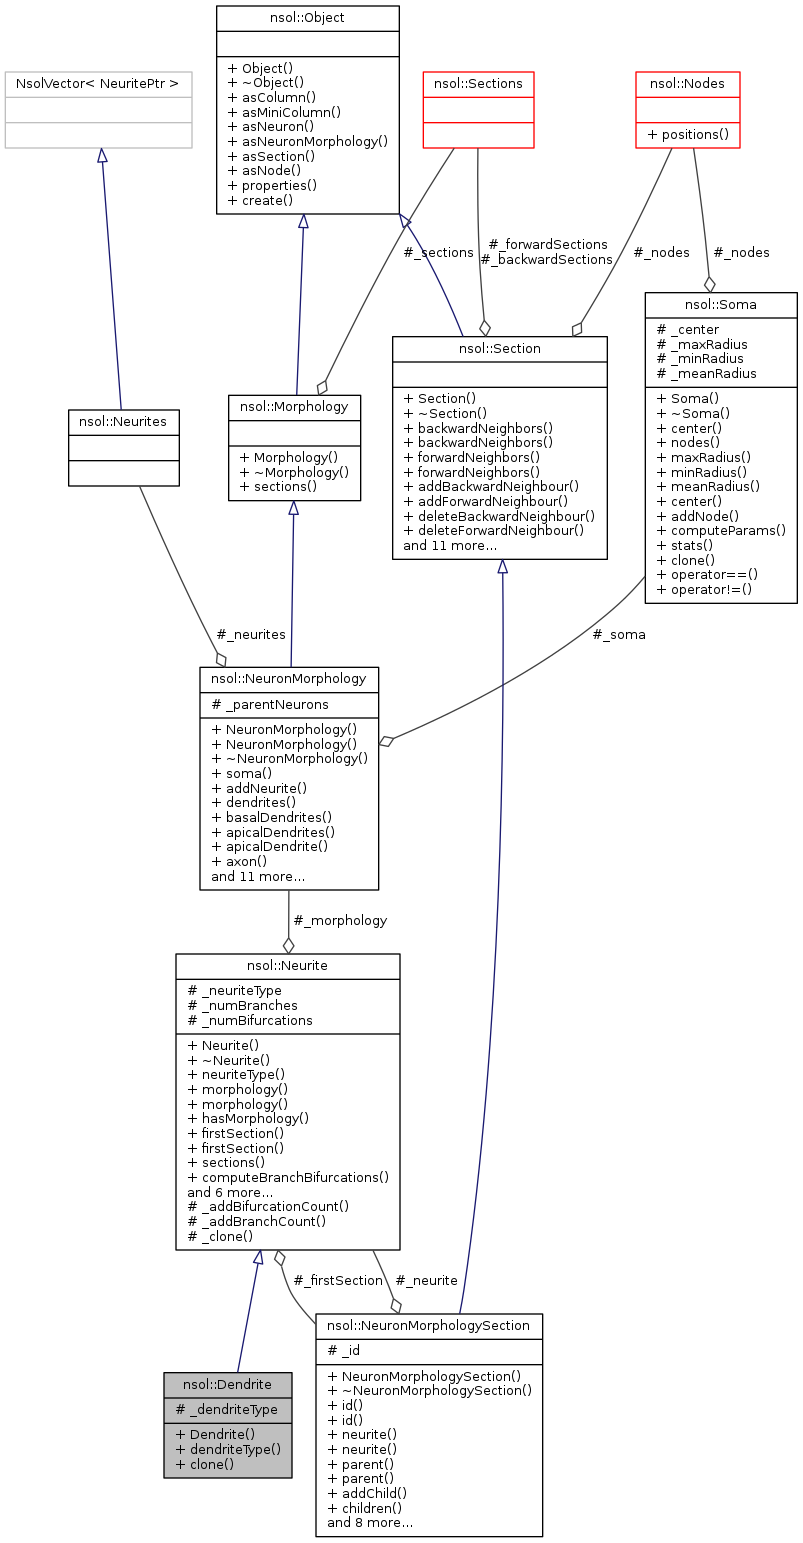 nsol::Object
+ Object()
+ ~Object()
+ asColumn()
+ asMiniColumn()
+ asNeuron()
+ asNeuronMorphology()
+ asSection()
+ asNode()
+ properties()
+ create()
NsolVector< NeuritePtr >
nsol::Sections
nsol::Nodes
+ positions()
#_sections
#_forwardSections
#_backwardSections
#_nodes
#_nodes
nsol::Soma
# _center
# _maxRadius
# _minRadius
# _meanRadius
+ Soma()
+ ~Soma()
+ center()
+ nodes()
+ maxRadius()
+ minRadius()
+ meanRadius()
+ center()
+ addNode()
+ computeParams()
+ stats()
+ clone()
+ operator==()
+ operator!=()
nsol::Section
+ Section()
+ ~Section()
+ backwardNeighbors()
+ backwardNeighbors()
+ forwardNeighbors()
+ forwardNeighbors()
+ addBackwardNeighbour()
+ addForwardNeighbour()
+ deleteBackwardNeighbour()
+ deleteForwardNeighbour()
and 11 more...
nsol::Morphology
+ Morphology()
+ ~Morphology()
+ sections()
nsol::Neurites
#_neurites
#_soma
nsol::NeuronMorphology
# _parentNeurons
+ NeuronMorphology()
+ NeuronMorphology()
+ ~NeuronMorphology()
+ soma()
+ addNeurite()
+ dendrites()
+ basalDendrites()
+ apicalDendrites()
+ apicalDendrite()
+ axon()
and 11 more...
#_morphology
nsol::Neurite
# _neuriteType
# _numBranches
# _numBifurcations
+ Neurite()
+ ~Neurite()
+ neuriteType()
+ morphology()
+ morphology()
+ hasMorphology()
+ firstSection()
+ firstSection()
+ sections()
+ computeBranchBifurcations()
and 6 more...
# _addBifurcationCount()
# _addBranchCount()
# _clone()
#_firstSection
#_neurite
nsol::NeuronMorphologySection
# _id
+ NeuronMorphologySection()
+ ~NeuronMorphologySection()
+ id()
+ id()
+ neurite()
+ neurite()
+ parent()
+ parent()
+ addChild()
+ children()
and 8 more...
nsol::Dendrite
# _dendriteType
+ Dendrite()
+ dendriteType()
+ clone()